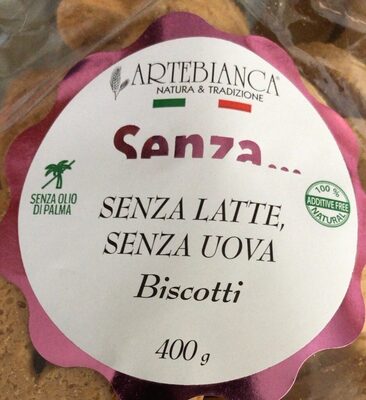 ARTEBIANCA
NATURA & TRADIZIONE
Senza...
SENZA OLIO
DI PALMA
100 %
ADDITIVE FREE
NATURAL
SENZA LATTE,
SENZA UOVA
Biscotti
400 g